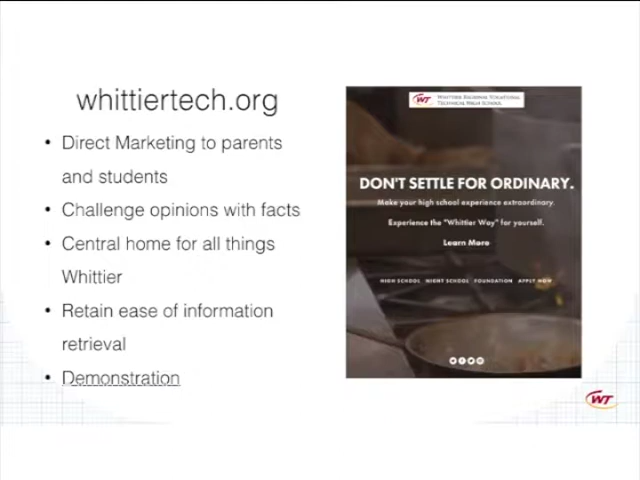 whittiertech.org
• Direct Marketing to parents
and students
• Challenge opinions with facts
• Central home for all things
Whittier
• Retain ease of information
retrieval
• Demonstration
WT WHITTIER REGIONAL VOCATIONAL
TECHNICAL HIGH SCHOOL
DON'T SETTLE FOR ORDINARY.
Make your high school experience extraordinary.
Experience the "Whittier Way" for yourself.
Learn More
HIGH SCHOOL NIGHT SCHOOL FOUNDATION APPLY NOW
WT